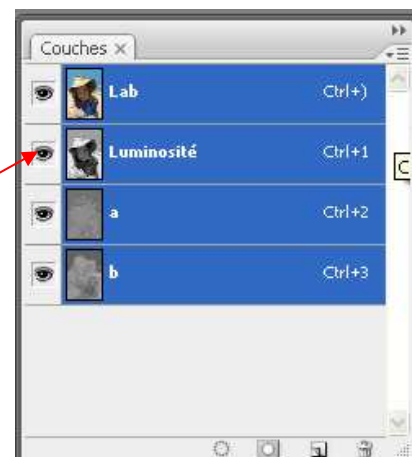 Couches ×
Lab Ctrl+)
Luminosité Ctrl+1
a Ctrl+2
b Ctrl+3
C